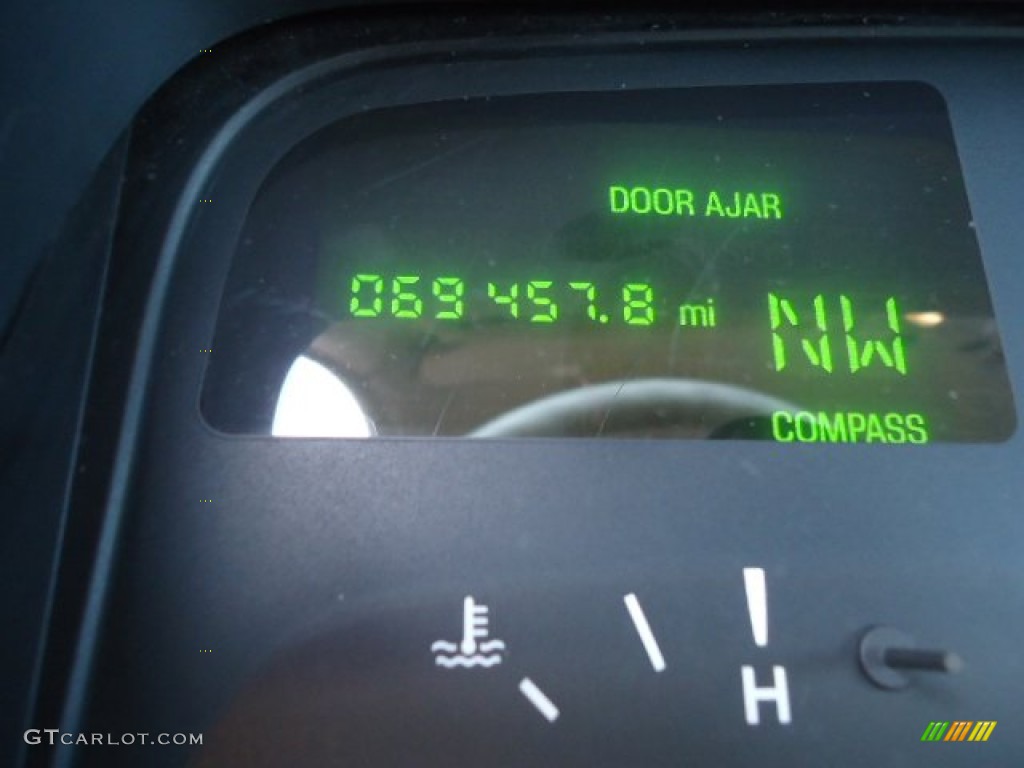 DOOR AJAR
069457.8 mi NW
COMPASS
H
GTCARLOT.COM